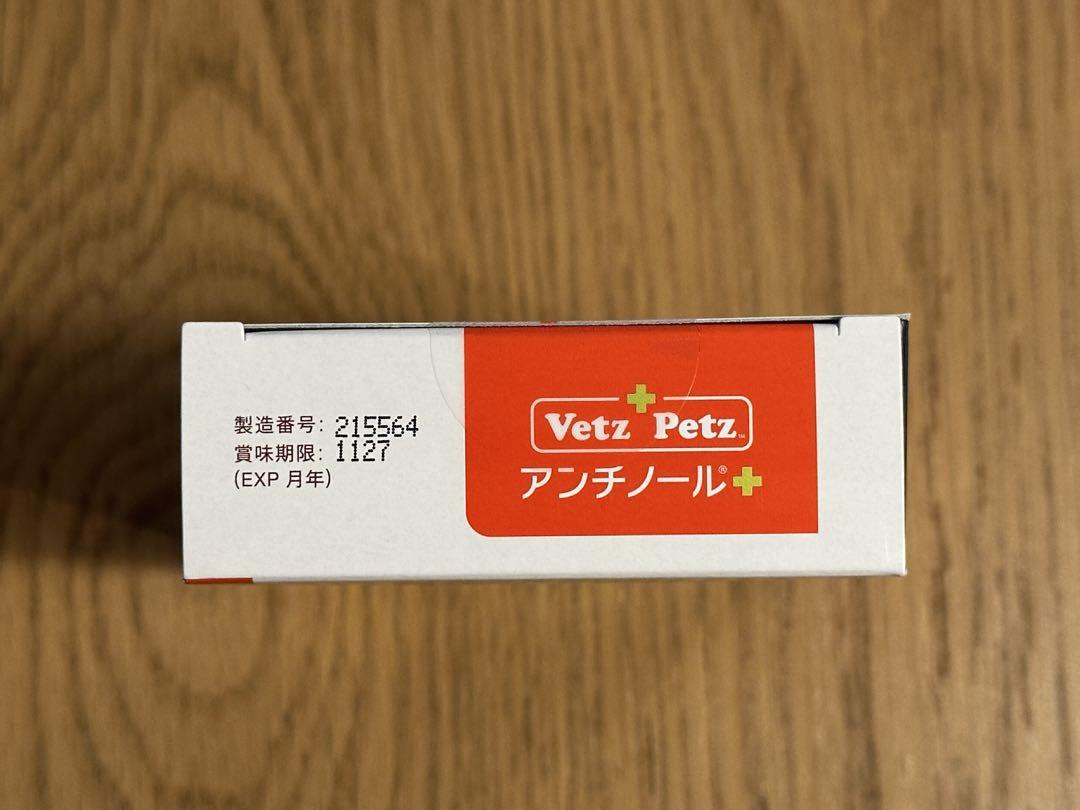 製造番号: 215564
賞味期限: 1127
(EXP 月年)
Vetz Petz™
アンチノール®+